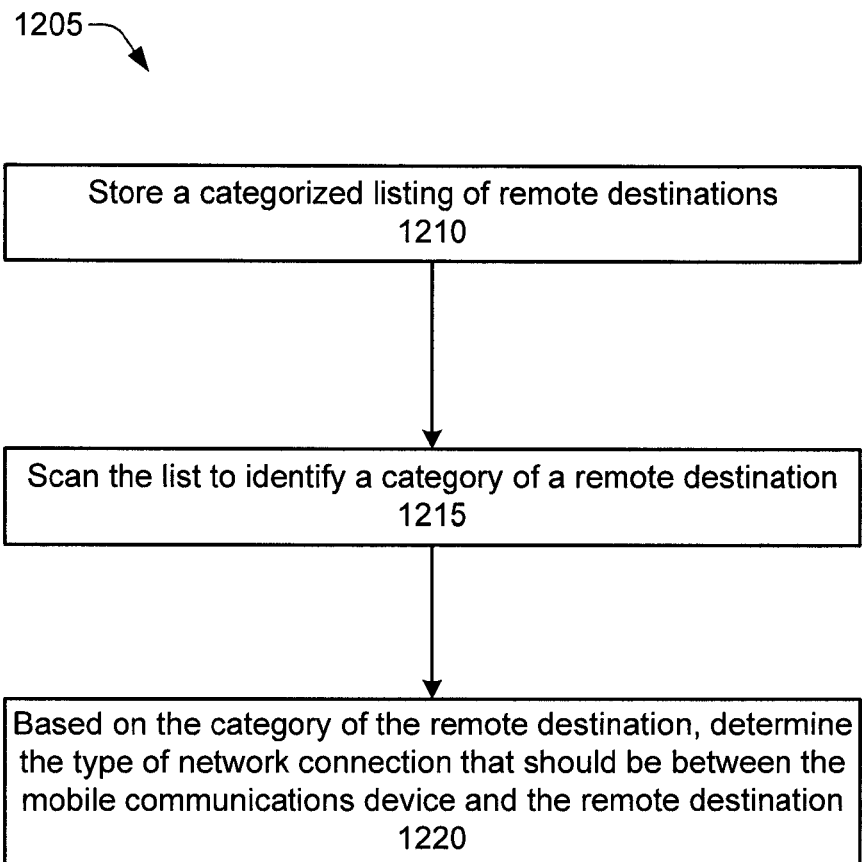 1205
Store a categorized listing of remote destinations
1210
Scan the list to identify a category of a remote destination
1215
Based on the category of the remote destination, determine
the type of network connection that should be between the
mobile communications device and the remote destination
1220